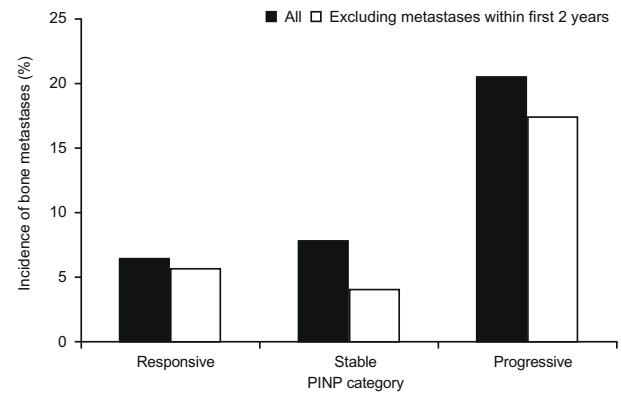 All Excluding metastases within first 2 years
Incidence of bone metastases (%)
25
20
15
10
5
0
Responsive Stable Progressive
PINP category